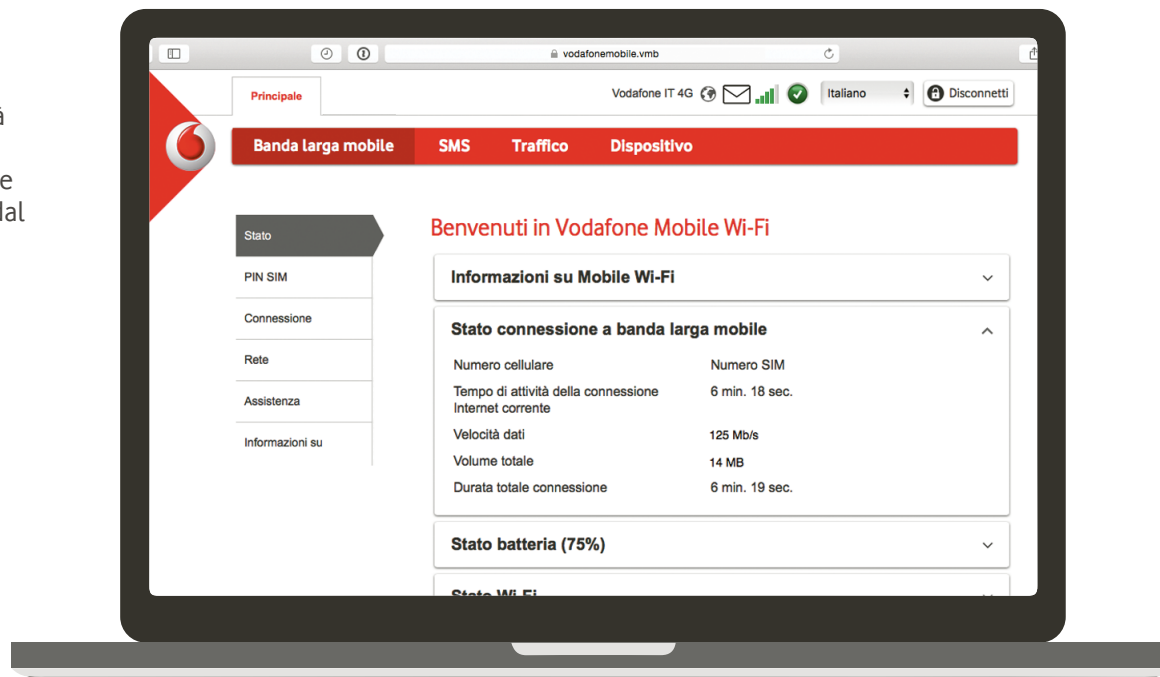 à
e
dal
vodafonemobile.vmb
Principale
Vodafone IT 4G
Italiano
Disconnetti
Banda larga mobile SMS Traffico Dispositivo
Stato
PIN SIM
Connessione
Rete
Assistenza
Informazioni su
Benvenuti in Vodafone Mobile Wi-Fi
Informazioni su Mobile Wi-Fi
Stato connessione a banda larga mobile
Numero cellulare Numero SIM
Tempo di attività della connessione 6 min. 18 sec.
Internet corrente
Velocità dati 125 Mb/s
Volume totale 14 MB
Durata totale connessione 6 min. 19 sec.
Stato batteria (75%)
Stato Wi-Fi